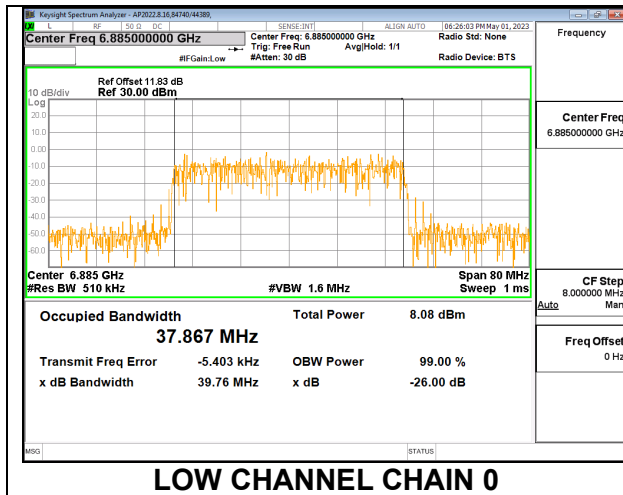 Keysight Spectrum Analyzer - AP2022.8.16,84740/44389,
L RF 50 Ω DC SENSE:INT ALIGN AUTO 06:26:03 PM May 01, 2023
Center Freq 6.885000000 GHz Center Freq: 6.885000000 GHz Radio Std: None Frequency
Trig: Free Run Avg|Hold: 1/1
#IFGain:Low #Atten: 30 dB Radio Device: BTS
Ref Offset 11.83 dB
10 dB/div Ref 30.00 dBm
Log
20.0
10.0
0.00
-10.0
-20.0
-30.0
-40.0
-50.0
-60.0
Center Freq
6.885000000 GHz
Center 6.885 GHz Span 80 MHz
#Res BW 510 kHz #VBW 1.6 MHz Sweep 1 ms
CF Step
8.000000 MHz
Auto Man
Occupied Bandwidth Total Power 8.08 dBm
37.867 MHz
Transmit Freq Error -5.403 kHz OBW Power 99.00 %
x dB Bandwidth 39.76 MHz x dB -26.00 dB
Freq Offset
0 Hz
MSG STATUS
LOW CHANNEL CHAIN 0